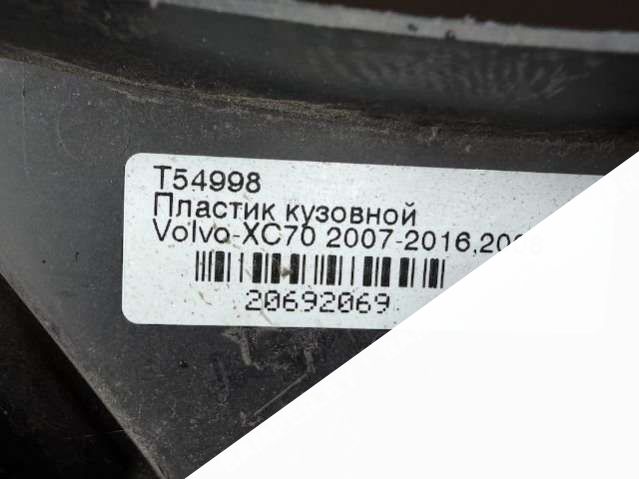 T54998
Пластик кузовной
Volvo-XC70 2007-2016,
20692069